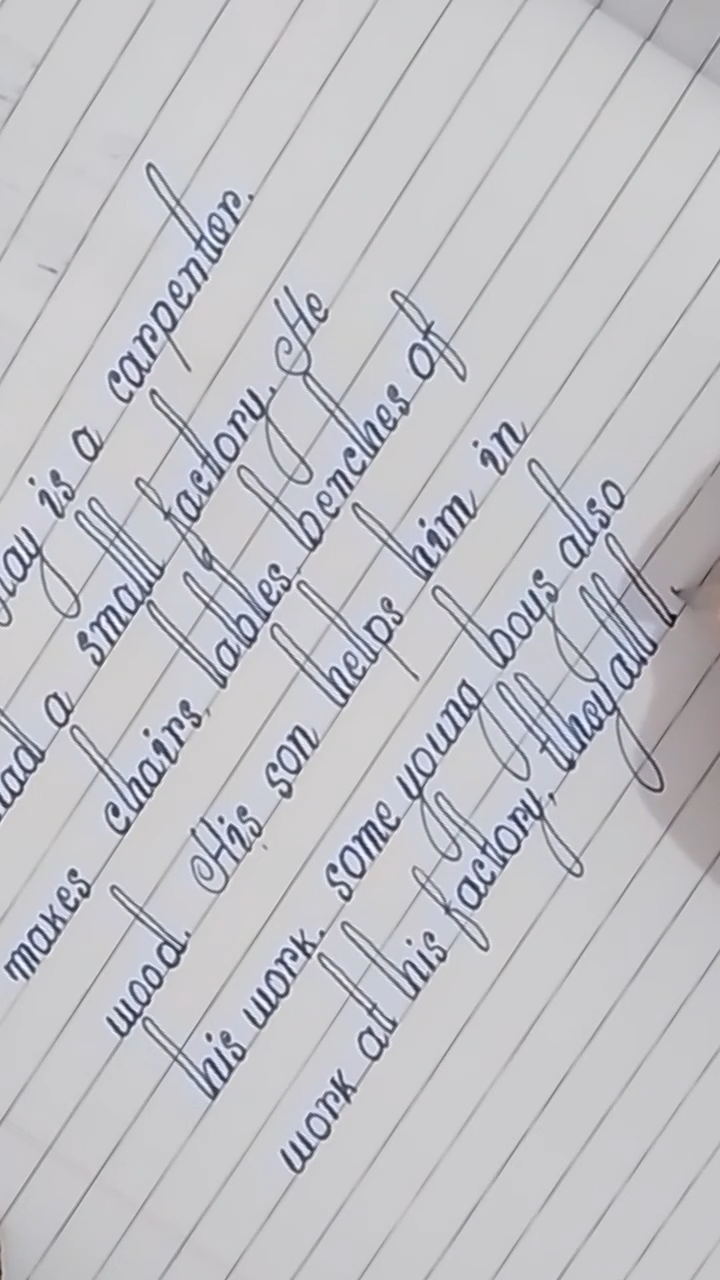 is a carpenter.
a small factory. He
makes chairs, tables, benches of
wood. His son helps him in
his work. some young boys also
work at his factory, they all